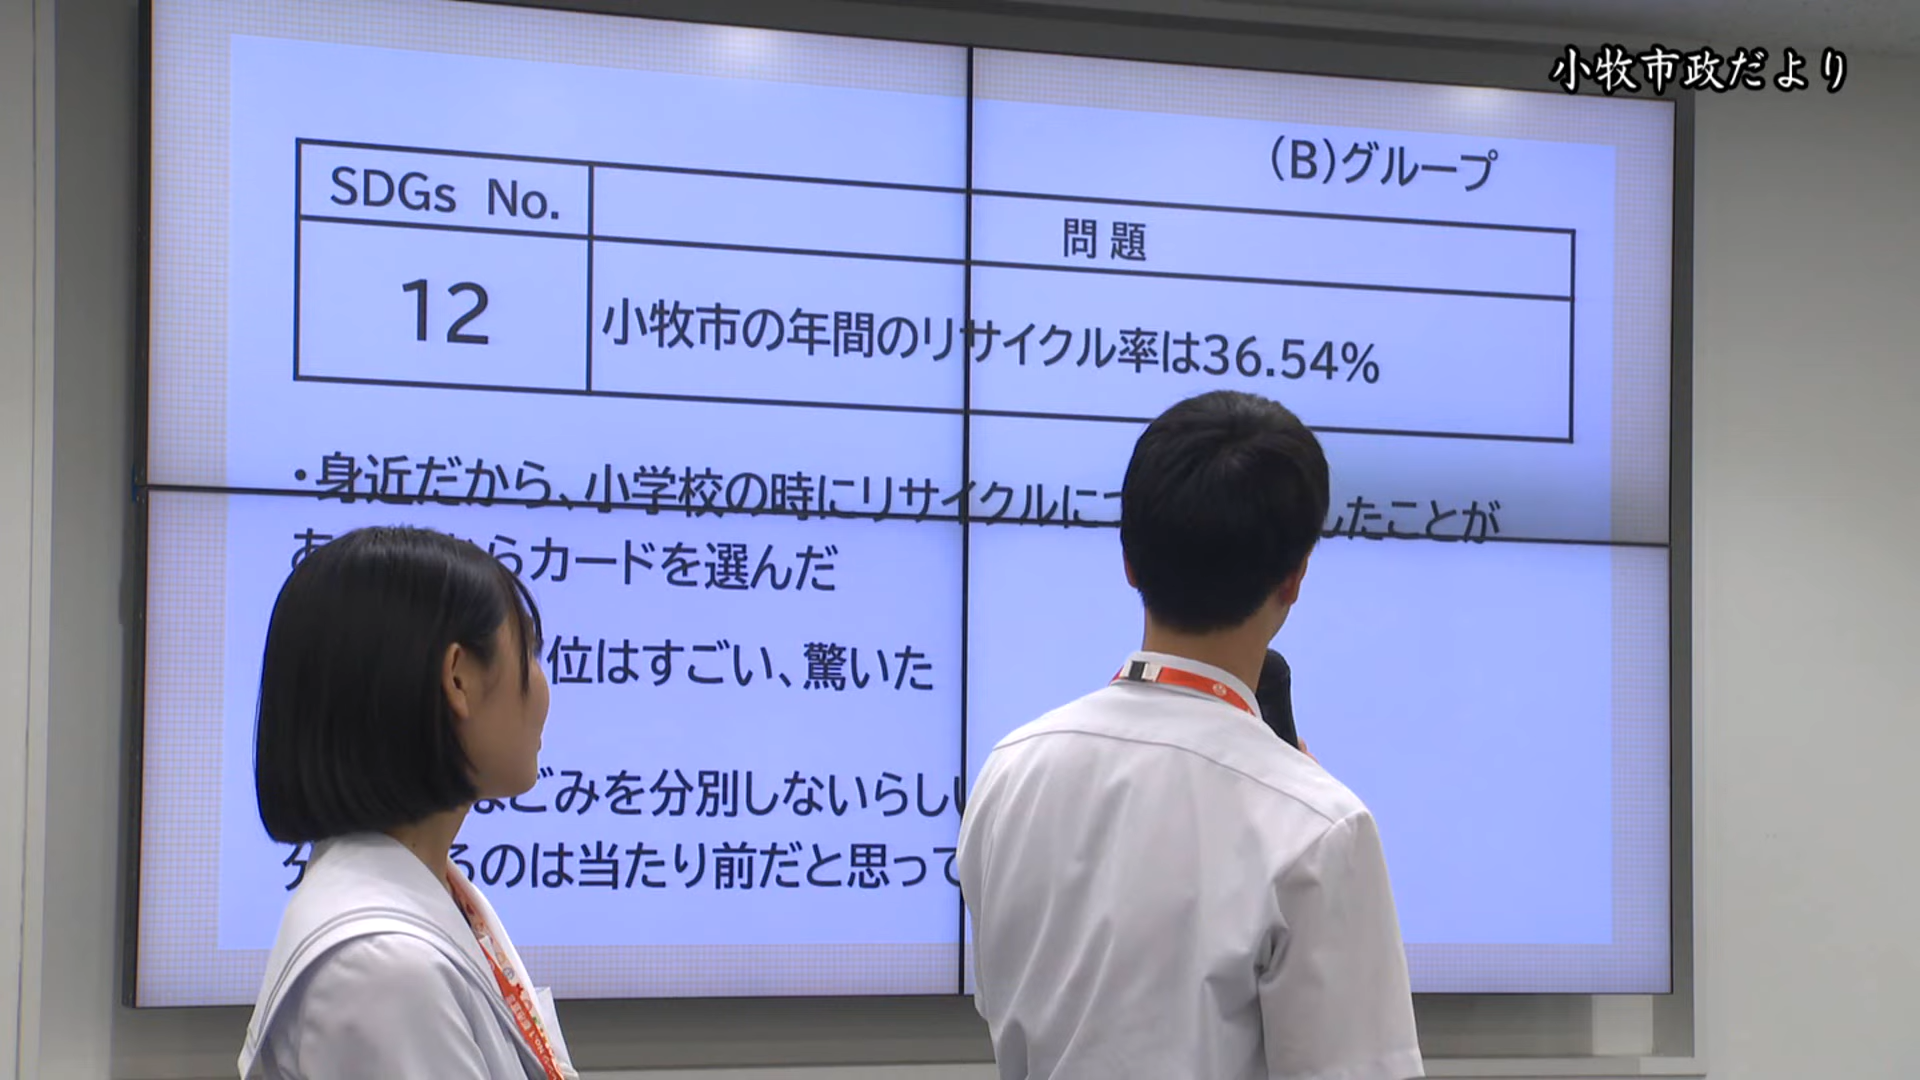 小牧市政だより
(B)グループ
SDGs No.
問題
12
小牧市の年間のリサイクル率は36.54%
・身近だから、小学校の時にリサイクルに したことが
らカードを選んだ
位はすごい、驚いた
ごみを分別しないらし
のは当たり前だと思って